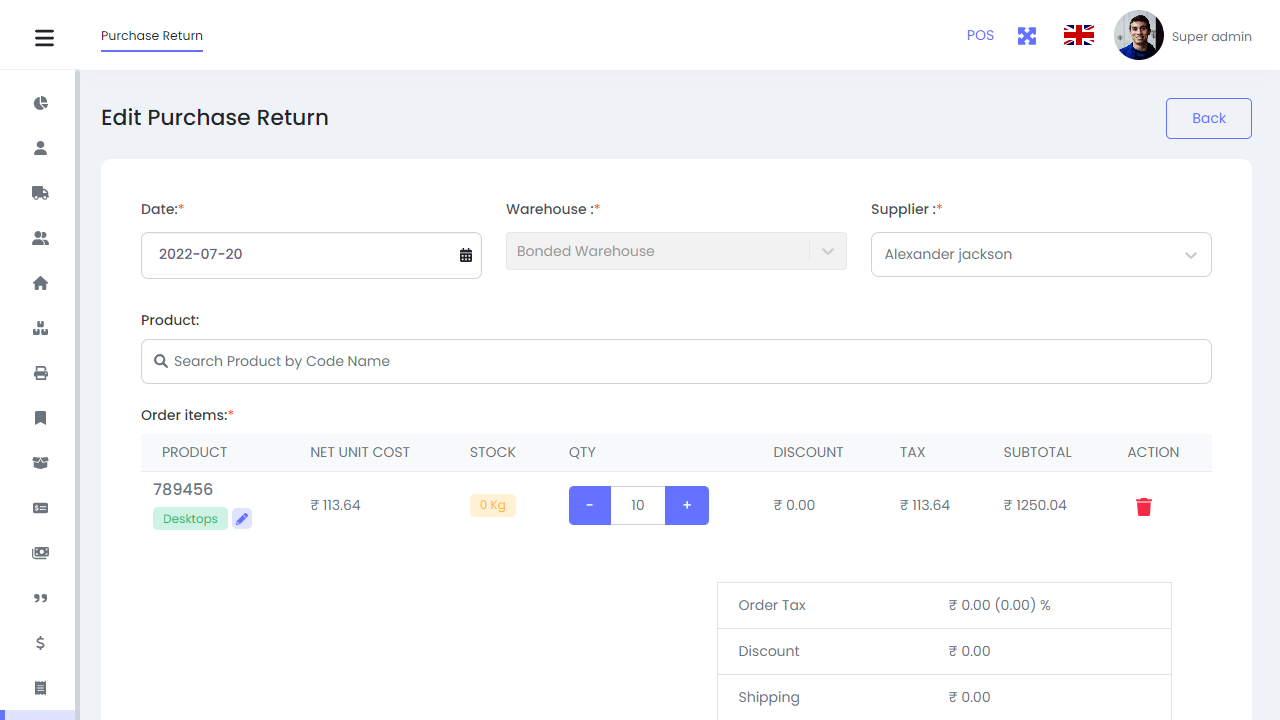 Purchase Return
POS
Super admin
Edit Purchase Return
Back
Date:*
Warehouse :*
Supplier :*
2022-07-20
Bonded Warehouse
Alexander jackson
Product:
Search Product by Code Name
Order items:*
PRODUCT NET UNIT COST STOCK QTY DISCOUNT TAX SUBTOTAL ACTION
789456
Desktops
₹ 113.64
0 Kg
- 10 +
₹ 0.00
₹ 113.64
₹ 1250.04
Order Tax ₹ 0.00 (0.00) %
Discount ₹ 0.00
Shipping ₹ 0.00